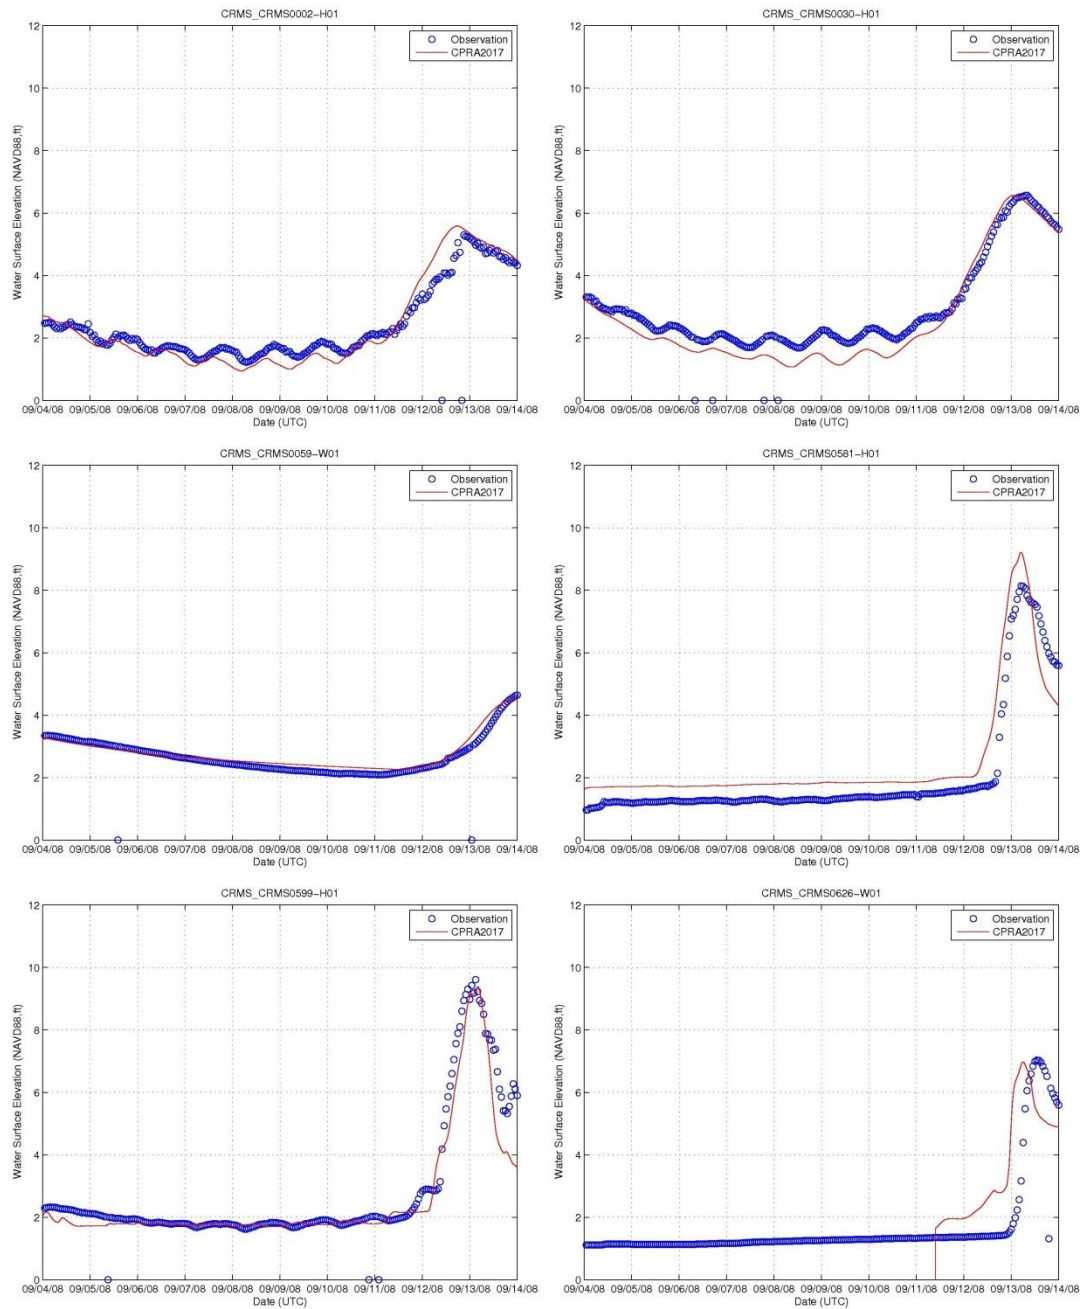 CRMS_CRMS0002-H01
Observation
CPRA2017
12
10
8
6
4
2
0
Water Surface Elevation (NAVD88,ft)
09/04/08 09/05/08 09/06/08 09/07/08 09/08/08 09/09/08 09/10/08 09/11/08 09/12/08 09/13/08 09/14/08
Date (UTC)
CRMS_CRMS0030-H01
Observation
CPRA2017
12
10
8
6
4
2
0
Water Surface Elevation (NAVD88,ft)
09/04/08 09/05/08 09/06/08 09/07/08 09/08/08 09/09/08 09/10/08 09/11/08 09/12/08 09/13/08 09/14/08
Date (UTC)
CRMS_CRMS0059-W01
Observation
CPRA2017
12
10
8
6
4
2
0
Water Surface Elevation (NAVD88,ft)
09/04/08 09/05/08 09/06/08 09/07/08 09/08/08 09/09/08 09/10/08 09/11/08 09/12/08 09/13/08 09/14/08
Date (UTC)
CRMS_CRMS0581-H01
Observation
CPRA2017
12
10
8
6
4
2
0
Water Surface Elevation (NAVD88,ft)
09/04/08 09/05/08 09/06/08 09/07/08 09/08/08 09/09/08 09/10/08 09/11/08 09/12/08 09/13/08 09/14/08
Date (UTC)
CRMS_CRMS0599-H01
Observation
CPRA2017
12
10
8
6
4
2
0
Water Surface Elevation (NAVD88,ft)
09/04/08 09/05/08 09/06/08 09/07/08 09/08/08 09/09/08 09/10/08 09/11/08 09/12/08 09/13/08 09/14/08
Date (UTC)
CRMS_CRMS0626-W01
Observation
CPRA2017
12
10
8
6
4
2
0
Water Surface Elevation (NAVD88,ft)
09/04/08 09/05/08 09/06/08 09/07/08 09/08/08 09/09/08 09/10/08 09/11/08 09/12/08 09/13/08 09/14/08
Date (UTC)